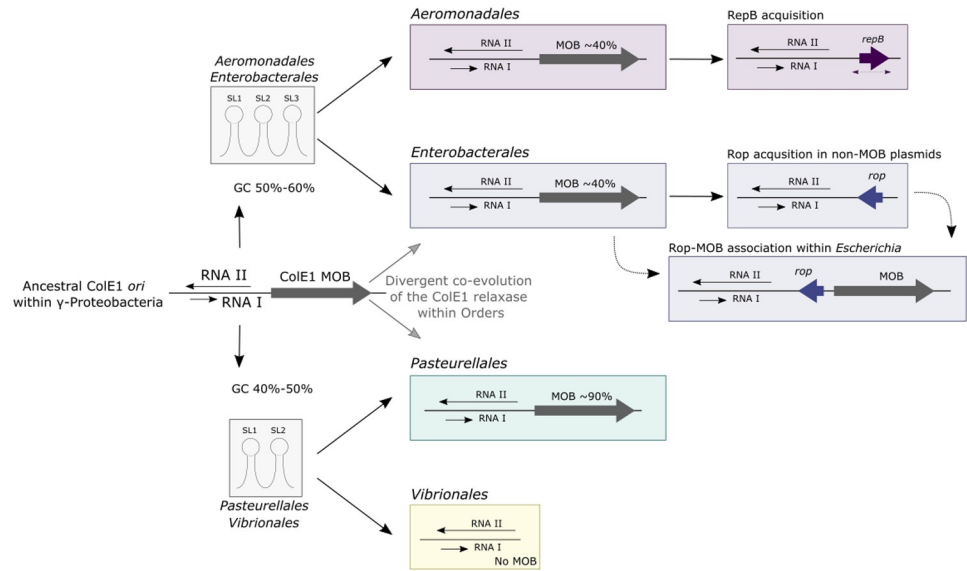 Aeromonadales
RNA II
MOB ~40%
RNA I
RepB acquisition
RNA II
repB
RNA I
Aeromonadales
Enterobacterales
SL1 SL2 SL3
GC 50%-60%
Enterobacterales
RNA II
MOB ~40%
RNA I
Rop acqusition in non-MOB plasmids
RNA II
rop
RNA I
Rop-MOB association within Escherichia
RNA II
rop
MOB
RNA I
Ancestral ColE1 ori
within γ-Proteobacteria
RNA II
ColE1 MOB
RNA I
Divergent co-evolution
of the ColE1 relaxase
within Orders
GC 40%-50%
SL1 SL2
Pasteurellales
Vibrionales
Pasteurellales
RNA II
MOB ~90%
RNA I
Vibrionales
RNA II
RNA I
No MOB